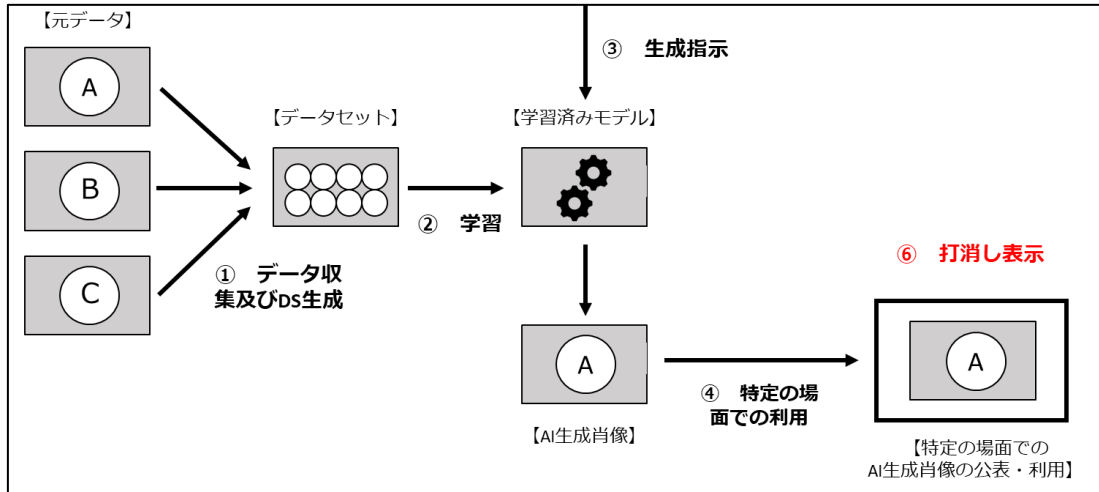 【元データ】
A
B
C
① データ収
集及びDS生成
【データセット】
② 学習
③ 生成指示
【学習済みモデル】
A
【AI生成肖像】
④ 特定の場
面での利用
⑥ 打消し表示
A
【特定の場面での
AI生成肖像の公表・利用】